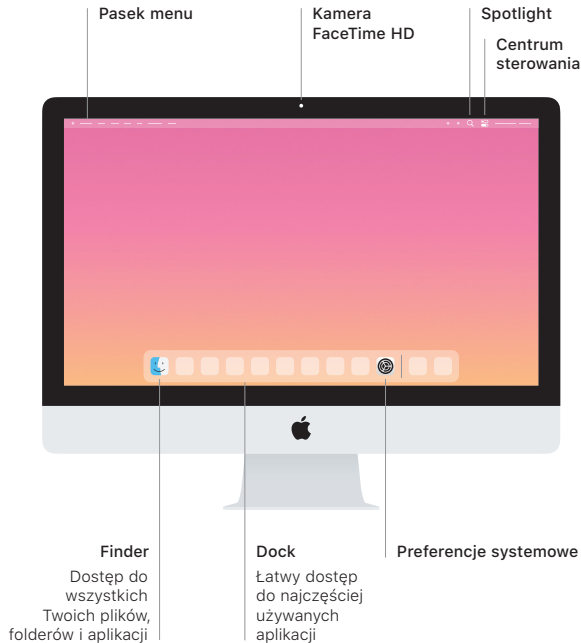 Pasek menu
Kamera
FaceTime HD
Spotlight
Centrum
sterowania
Finder
Dostęp do
wszystkich
Twoich plików,
folderów i aplikacji
Dock
Łatwy dostęp
do najczęściej
używanych
aplikacji
Preferencje systemowe